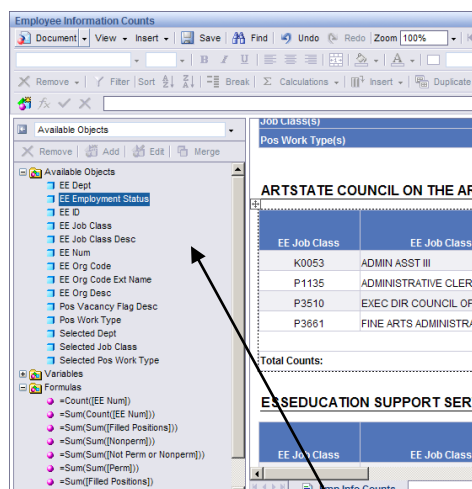 Employee Information Counts
Document View Insert Save Find Undo Redo Zoom 100%
B I U A
Remove Filter Sort Break Calculations Insert Duplicate
Available Objects
Remove Add Edit Merge
Available Objects
EE Dept
EE Employment Status
EE ID
EE Job Class
EE Job Class Desc
EE Num
EE Org Code
EE Org Code Ext Name
EE Org Desc
Pos Vacancy Flag Desc
Pos Work Type
Selected Dept
Selected Job Class
Selected Pos Work Type
Variables
Formulas
=Count([EE Num])
=Sum(Count([EE Num]))
=Sum(Sum([Filled Positions]))
=Sum(Sum([Nonperm]))
=Sum(Sum([Not Perm or Nonperm]))
=Sum(Sum([Perm]))
=Sum([Filled Positions])
Job Class(s)
Pos Work Type(s)
ARTSTATE COUNCIL ON THE AR
EE Job Class EE Job Class
K0053 ADMIN ASST III
P1135 ADMINISTRATIVE CLER
P3510 EXEC DIR COUNCIL OF
P3661 FINE ARTS ADMINISTRA
Total Counts:
ESSEDUCATION SUPPORT SER
EE Job Class EE Job Class
Emp Info Counts